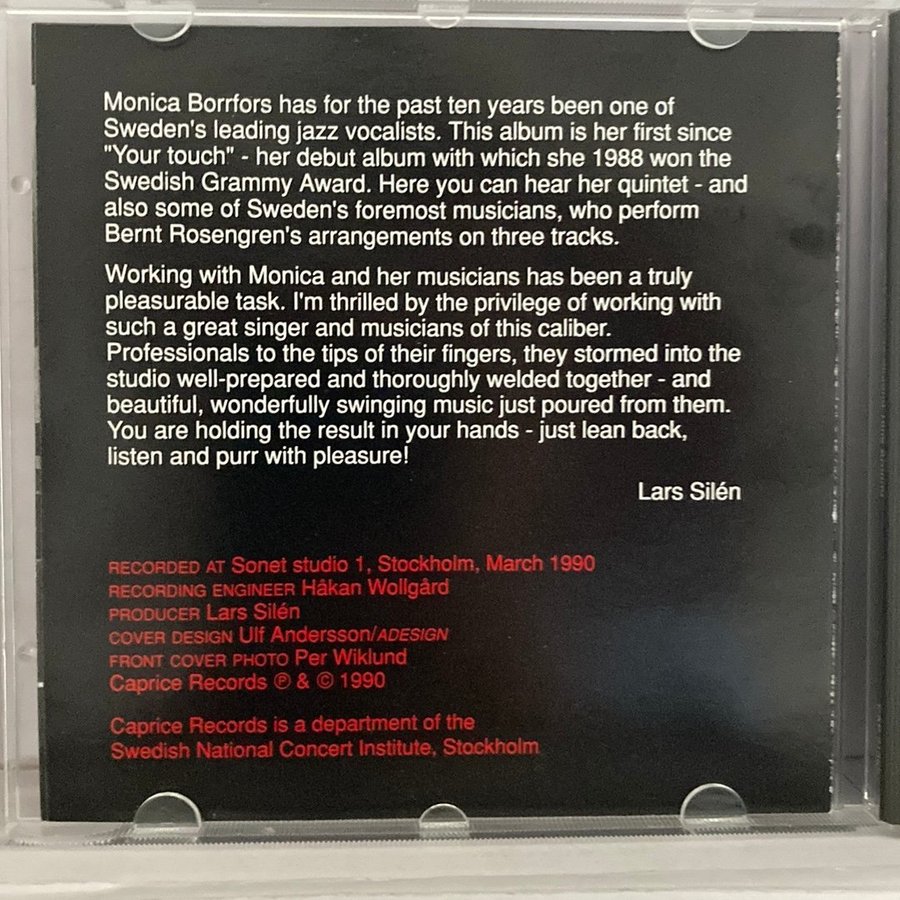 Monica Borrfors has for the past ten years been one of
Sweden's leading jazz vocalists. This album is her first since
"Your touch" - her debut album with which she 1988 won the
Swedish Grammy Award. Here you can hear her quintet - and
also some of Sweden's foremost musicians, who perform
Bernt Rosengren's arrangements on three tracks.
Working with Monica and her musicians has been a truly
pleasurable task. I'm thrilled by the privilege of working with
such a great singer and musicians of this caliber.
Professionals to the tips of their fingers, they stormed into the
studio well-prepared and thoroughly welded together - and
beautiful, wonderfully swinging music just poured from them.
You are holding the result in your hands - just lean back,
listen and purr with pleasure!
Lars Silén
RECORDED AT Sonet studio 1, Stockholm, March 1990
RECORDING ENGINEER Håkan Wollgård
PRODUCER Lars Silén
COVER DESIGN Ulf Andersson/ADESIGN
FRONT COVER PHOTO Per Wiklund
Caprice Records ℗ & © 1990
Caprice Records is a department of the
Swedish National Concert Institute, Stockholm